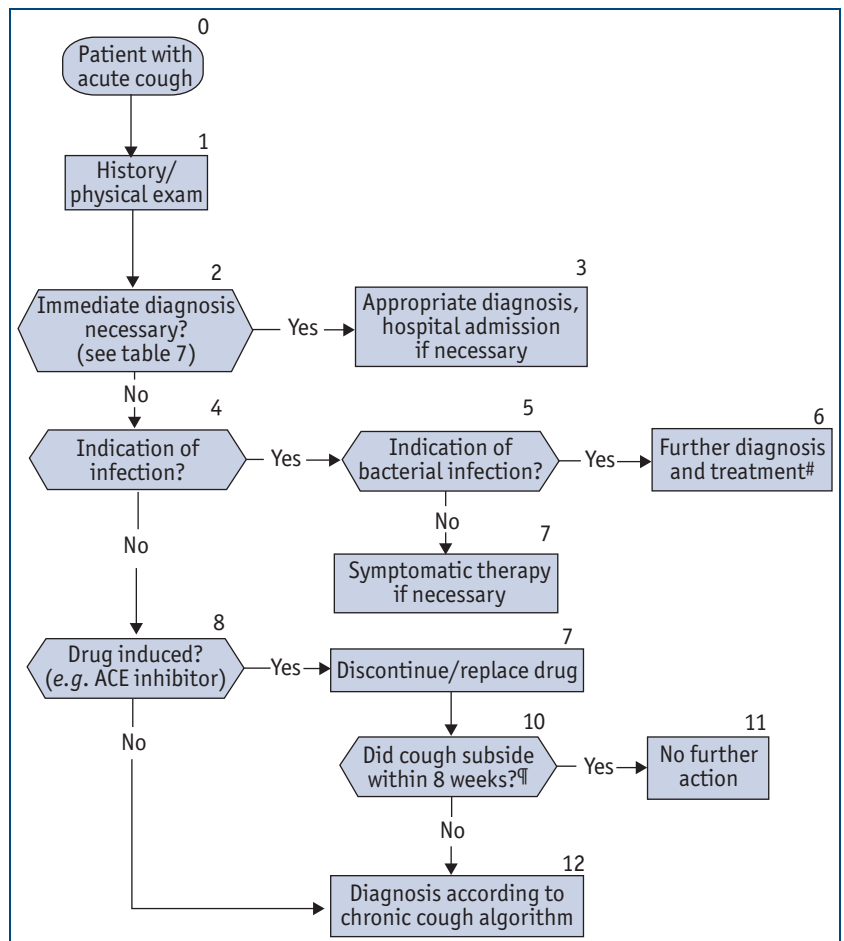 0
Patient with
acute cough
1
History/
physical exam
2
Immediate diagnosis
necessary?
(see table 7)
Yes
3
Appropriate diagnosis,
hospital admission
if necessary
No
4
Indication of
infection?
Yes
5
Indication of
bacterial infection?
Yes
6
Further diagnosis
and treatment#
No
7
Symptomatic therapy
if necessary
No
8
Drug induced?
(e.g. ACE inhibitor)
Yes
7
Discontinue/replace drug
No
10
Did cough subside
within 8 weeks?¶
Yes
11
No further
action
No
12
Diagnosis according to
chronic cough algorithm